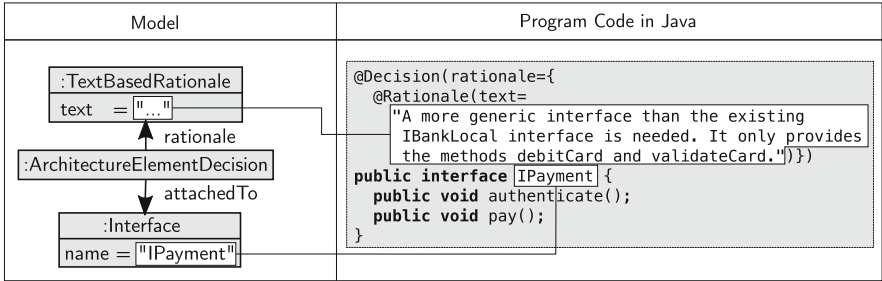 Model
Program Code in Java
:TextBasedRationale
text = "..."
rationale
:ArchitectureElementDecision
attachedTo
:Interface
name = "IPayment"
@Decision(rationale={
@Rationale(text=
"A more generic interface than the existing
IBankLocal interface is needed. It only provides
the methods debitCard and validateCard.")})
public interface IPayment {
public void authenticate();
public void pay();
}